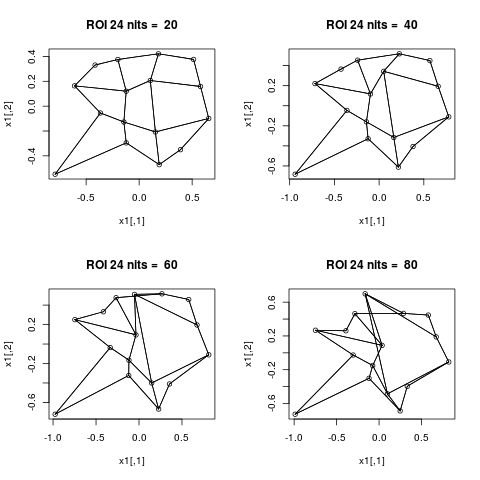 ROI 24 nits = 20
x1[,2]
-0.4 0.0 0.2 0.4
-0.5 0.0 0.5
x1[,1]
ROI 24 nits = 40
x1[,2]
-0.6 -0.2 0.2
-1.0 -0.5 0.0 0.5
x1[,1]
ROI 24 nits = 60
x1[,2]
-0.6 -0.2 0.2
-1.0 -0.5 0.0 0.5
x1[,1]
ROI 24 nits = 80
x1[,2]
-0.6 -0.2 0.2 0.6
-1.0 -0.5 0.0 0.5
x1[,1]